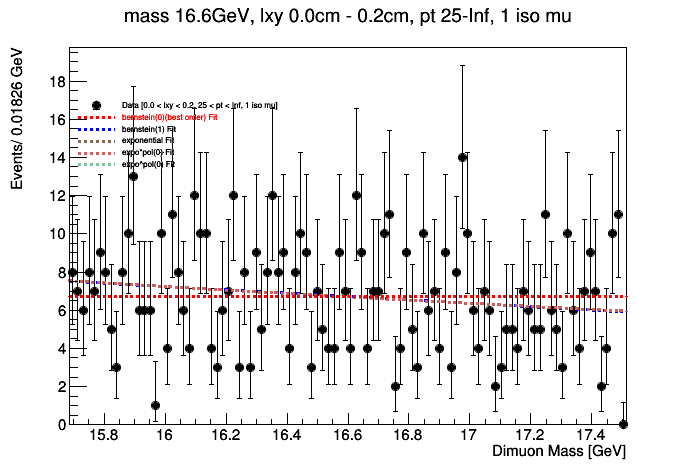 mass 16.6GeV, lxy 0.0cm - 0.2cm, pt 25-Inf, 1 iso mu
Events/ 0.01826 GeV
Data [0.0 < lxy < 0.2, 25 < pt < Inf, 1 iso mu]
bernstein(0)(best order) Fit
bernstein(1) Fit
exponential Fit
expo*pol(0) Fit
expo^pol(0) Fit
18
16
14
12
10
8
6
4
2
0
15.8 16 16.2 16.4 16.6 16.8 17 17.2 17.4
Dimuon Mass [GeV]